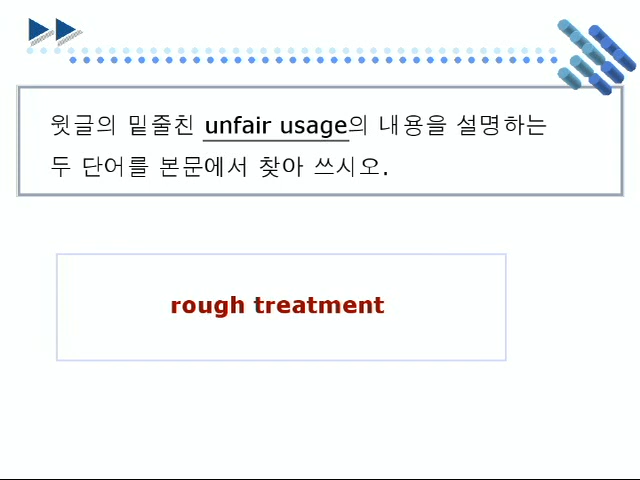 윗글의 밑줄친 unfair usage의 내용을 설명하는
두 단어를 본문에서 찾아 쓰시오.
rough treatment